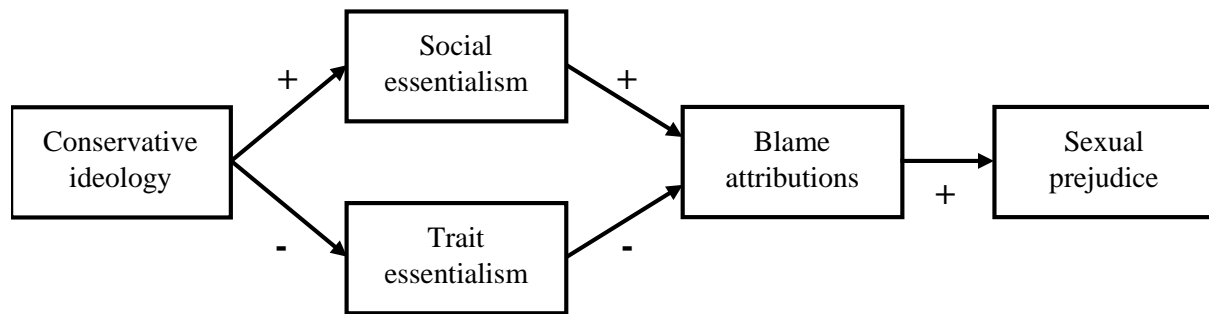 Social
essentialism
+
+
Conservative
ideology
Blame
attributions
Sexual
prejudice
+
-
Trait
essentialism
-